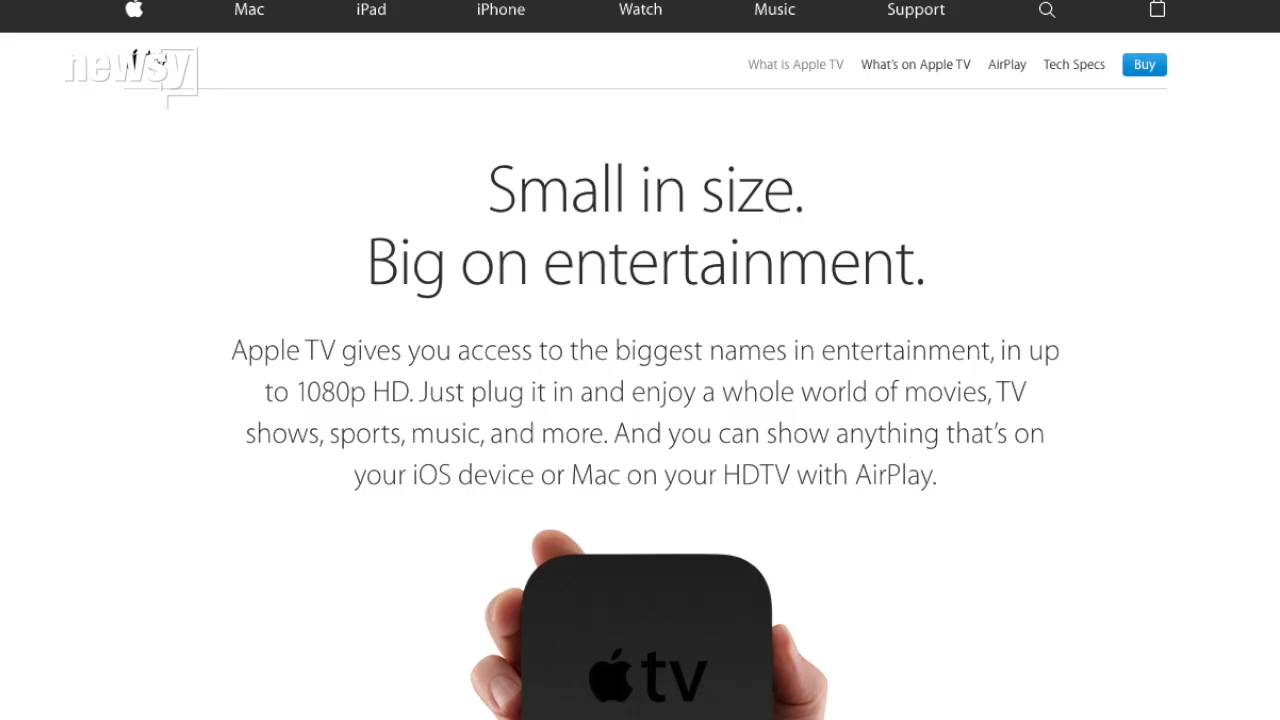 Mac iPad iPhone Watch Music Support
newsy
tv
What is Apple TV What's on Apple TV AirPlay Tech Specs Buy
Small in size.
Big on entertainment.
Apple TV gives you access to the biggest names in entertainment, in up
to 1080p HD. Just plug it in and enjoy a whole world of movies, TV
shows, sports, music, and more. And you can show anything that's on
your iOS device or Mac on your HDTV with AirPlay.
tv